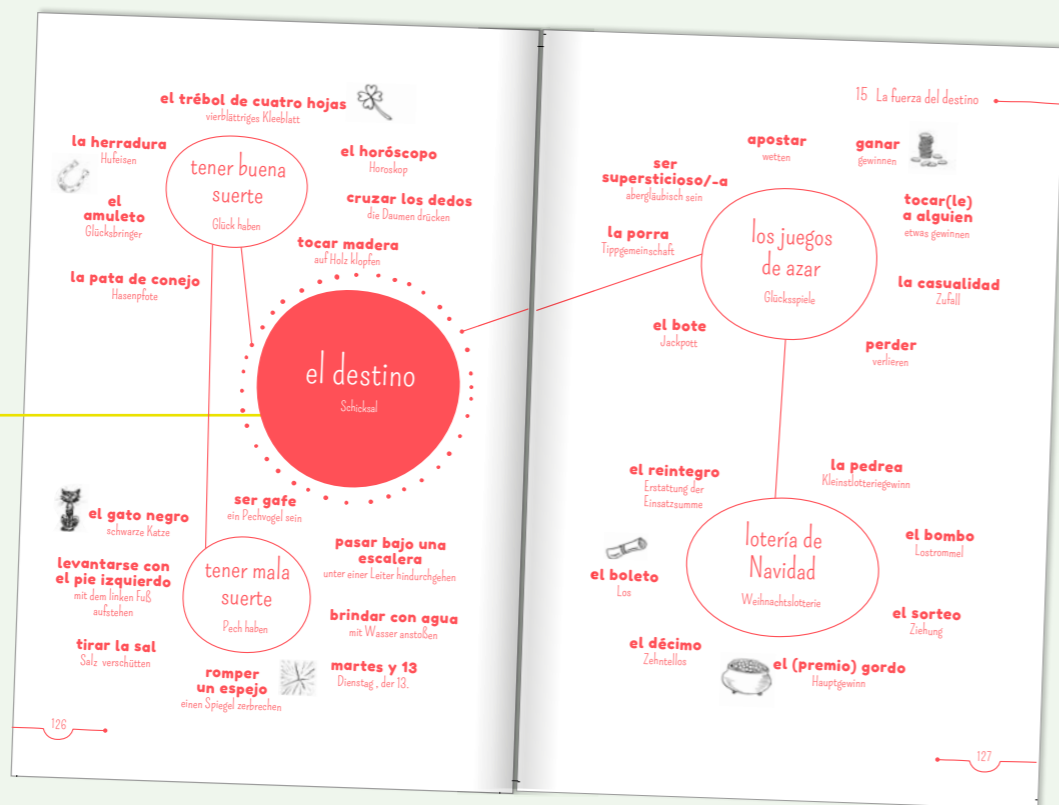 el trébol de cuatro hojas
vierblättriges Kleeblatt
la herradura
Hufeisen
tener buena
suerte
Glück haben
el horóscopo
Horoskop
el
amuleto
Glücksbringer
cruzar los dedos
die Daumen drücken
tocar madera
auf Holz klopfen
la pata de conejo
Hasenpfote
el destino
Schicksal
ser gafe
ein Pechvogel sein
el gato negro
schwarze Katze
pasar bajo una
escalera
unter einer Leiter hindurchgehen
levantarse con
el pie izquierdo
mit dem linken Fuß
aufstehen
tener mala
suerte
Pech haben
brindar con agua
mit Wasser anstoßen
tirar la sal
Salz verschütten
romper
un espejo
einen Spiegel zerbrechen
martes y 13
Dienstag, der 13.
126
15 La fuerza del destino
apostar
wetten
ganar
gewinnen
ser
supersticioso/-a
abergläubisch sein
tocar(le)
a alguien
etwas gewinnen
la porra
Tippgemeinschaft
los juegos
de azar
Glücksspiele
la casualidad
Zufall
el bote
Jackpott
perder
verlieren
el reintegro
Erstattung der
Einsatzsumme
la pedrea
Kleinstlotteriegewinn
lotería de
Navidad
Weihnachtslotterie
el bombo
Lostrommel
el boleto
Los
el sorteo
Ziehung
el décimo
Zehntellos
el (premio) gordo
Hauptgewinn
127